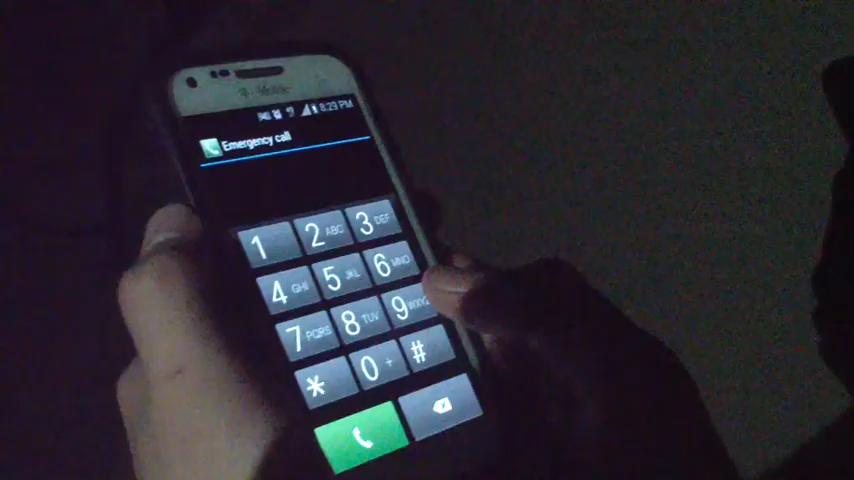 T-Mobile
8:29 PM
Emergency call
1 2 ABC 3 DEF
4 GHI 5 JKL 6 MNO
7 PQRS 8 TUV 9 WXYZ
* 0 + #